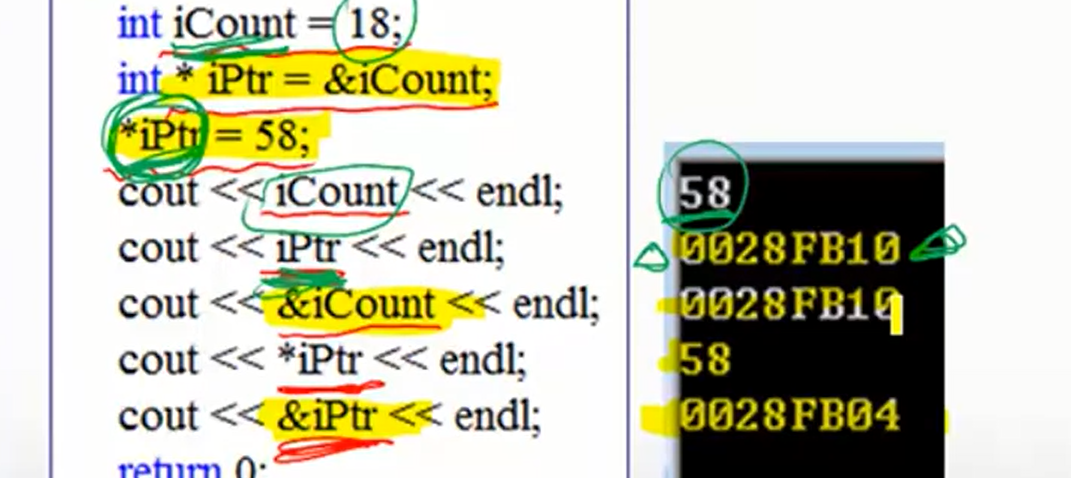 int iCount = 18;
int * iPtr = &iCount;
*iPtr = 58;
cout << iCount << endl;
cout << iPtr << endl;
cout << &iCount << endl;
cout << *iPtr << endl;
cout << &iPtr << endl;
return 0;
58
0028FB10
0028FB10
58
0028FB04